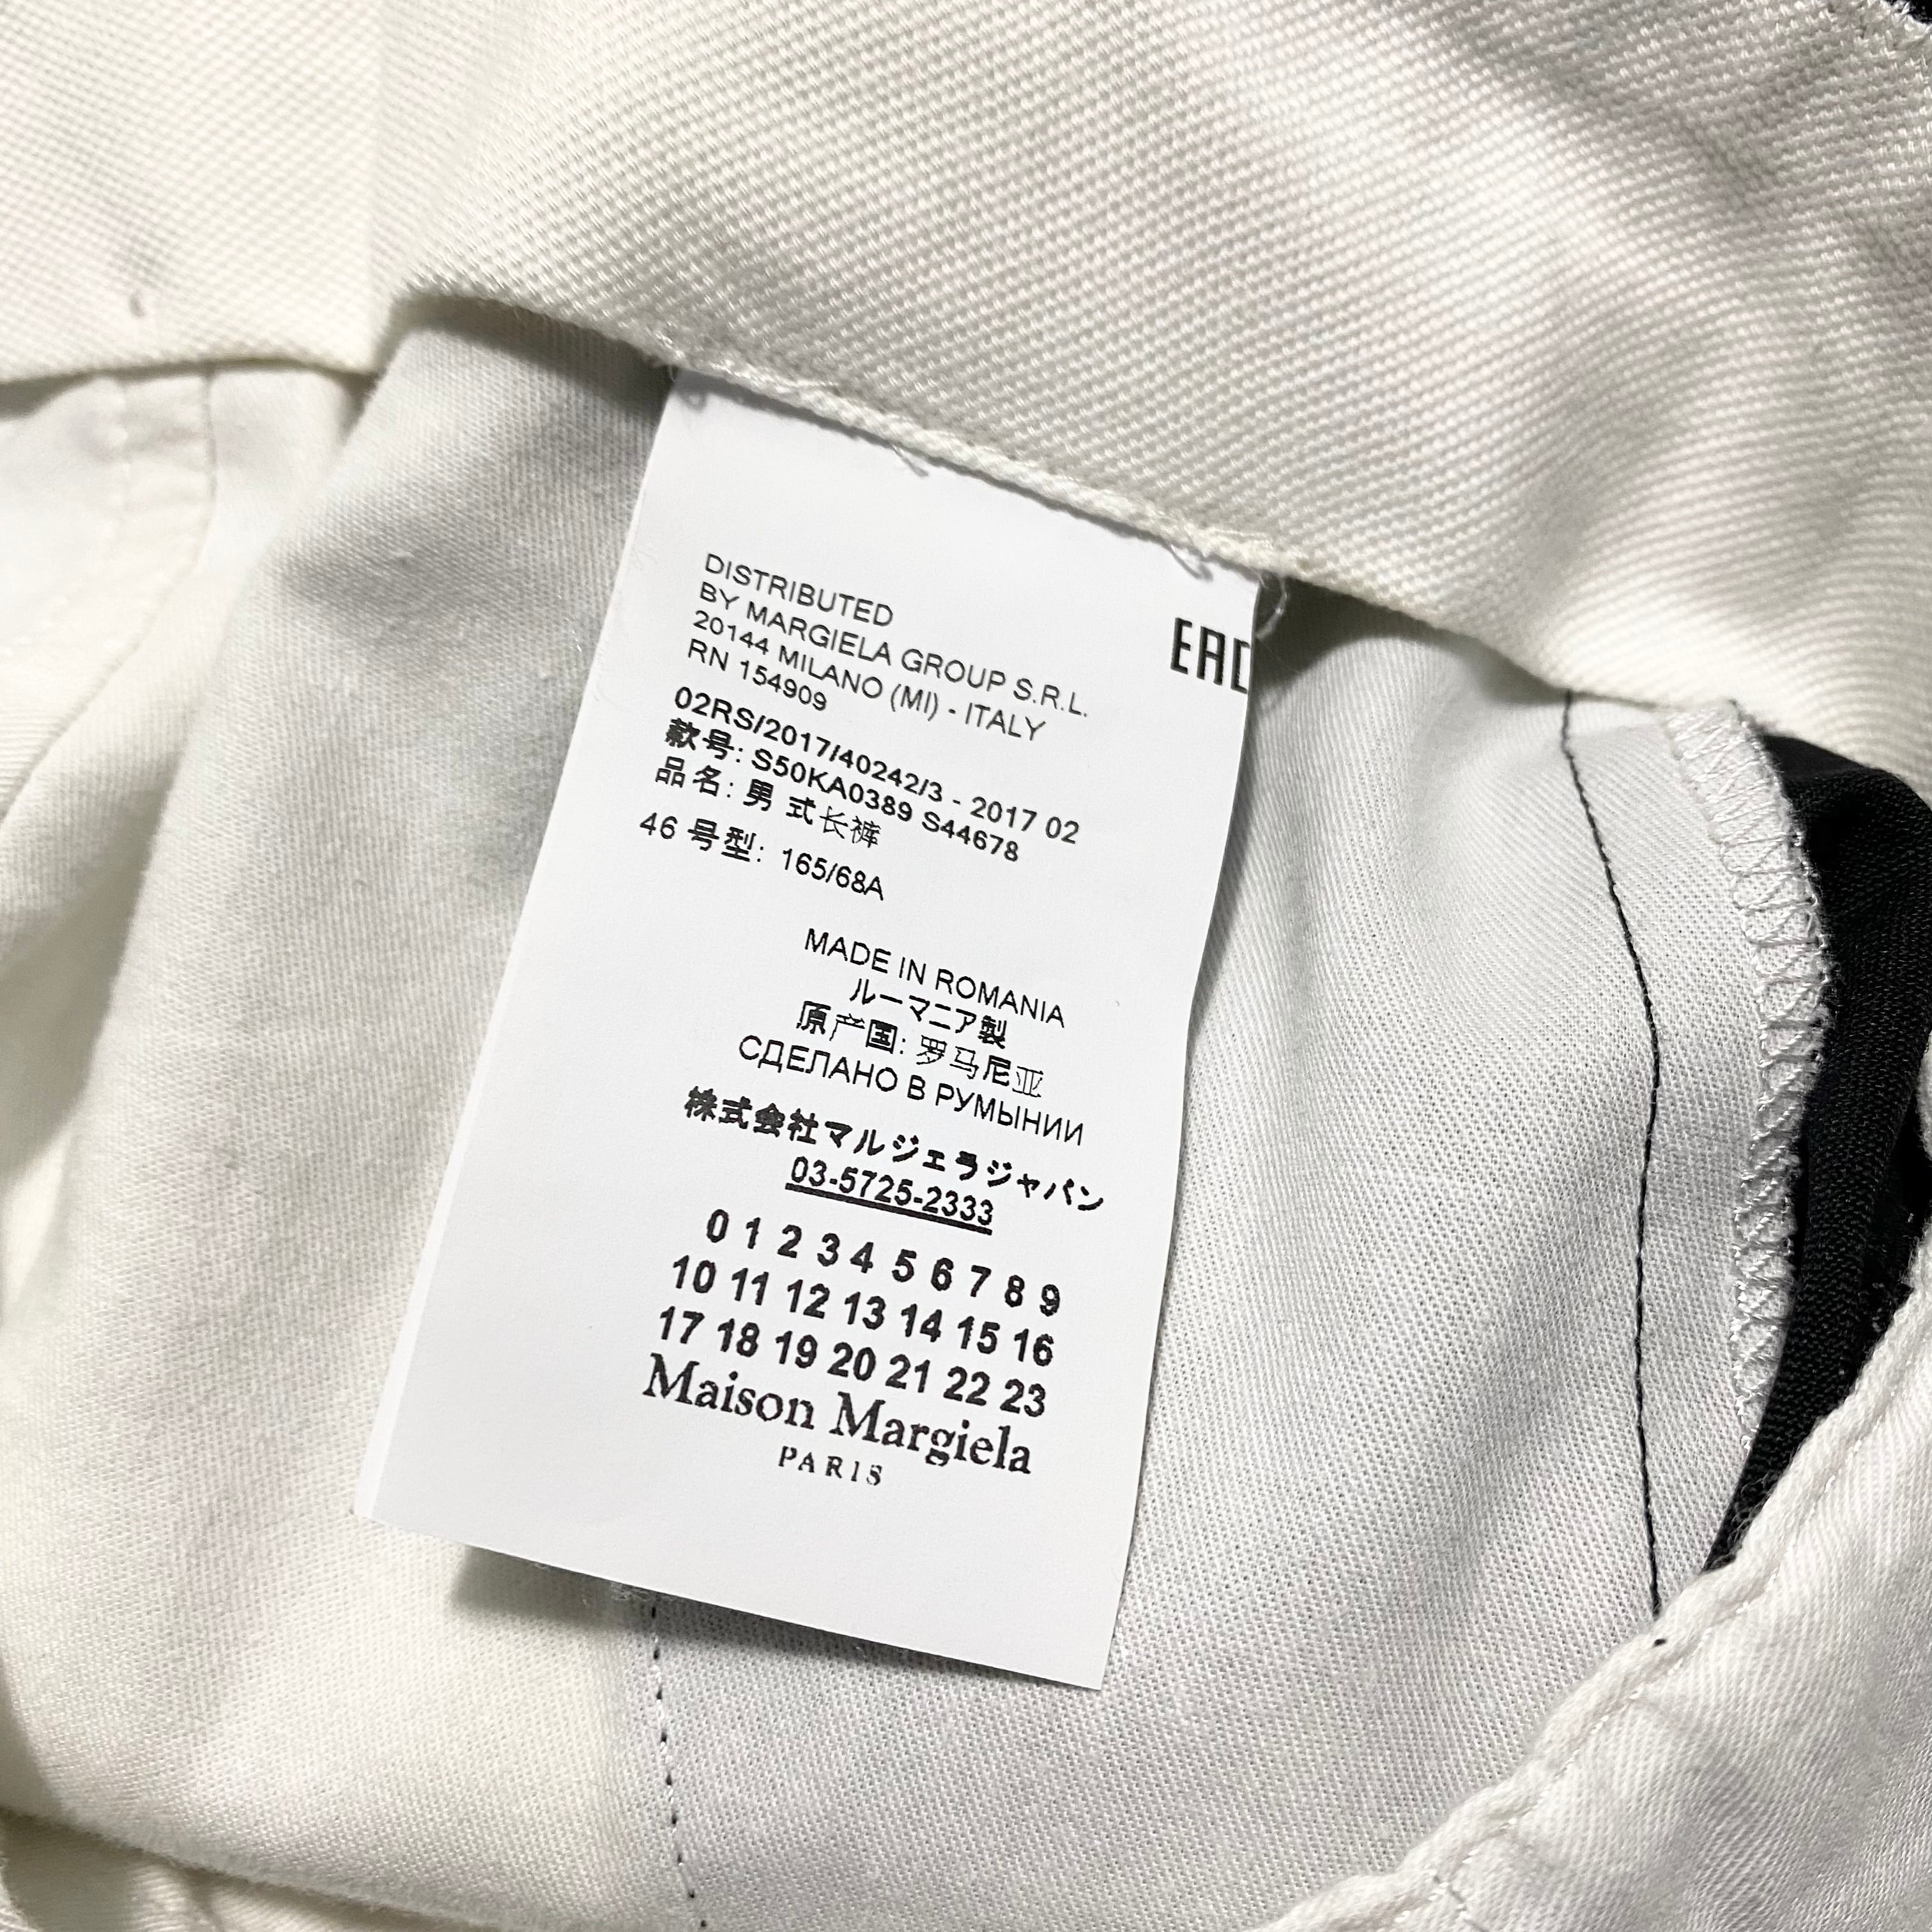 DISTRIBUTED
BY MARGIELA GROUP S.R.L.
20144 MILANO (MI) - ITALY
RN 154909
EAC
02RS/2017/40242/3 - 2017 02
款号: S50KA0389 S44678
品名: 男式长裤
46 号型: 165/68A
MADE IN ROMANIA
ルーマニア製
原产国: 罗马尼亚
СДЕЛАНО В РУМЫНИИ
株式会社マルジェラジャパン
03-5725-2333
0 1 2 3 4 5 6 7 8 9
10 11 12 13 14 15 16
17 18 19 20 21 22 23
Maison Margiela
PARIS